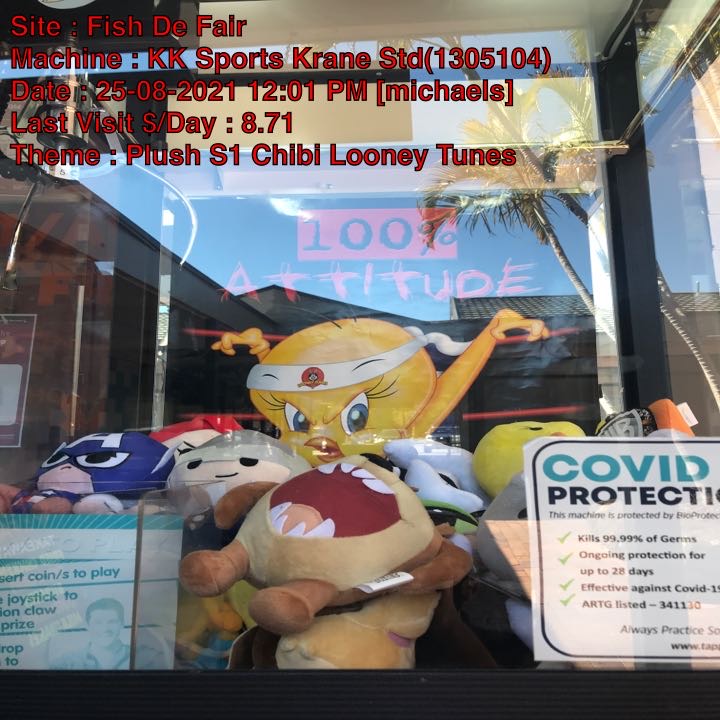 Site : Fish De Fair
Machine : KK Sports Krane Std(1305104)
Date : 25-08-2021 12:01 PM [michaels]
Last Visit $/Day : 8.71
Theme : Plush S1 Chibi Looney Tunes
100%
ATTITUDE
COVID
PROTECTI
This machine is protected by BioProtec
Kills 99.99% of Germs
Ongoing protection for
up to 28 days
Effective against Covid-19
ARTG listed – 341130
Always Practice So
www.tap
sert coin/s to play
e joystick to
ion claw
prize
rop
to